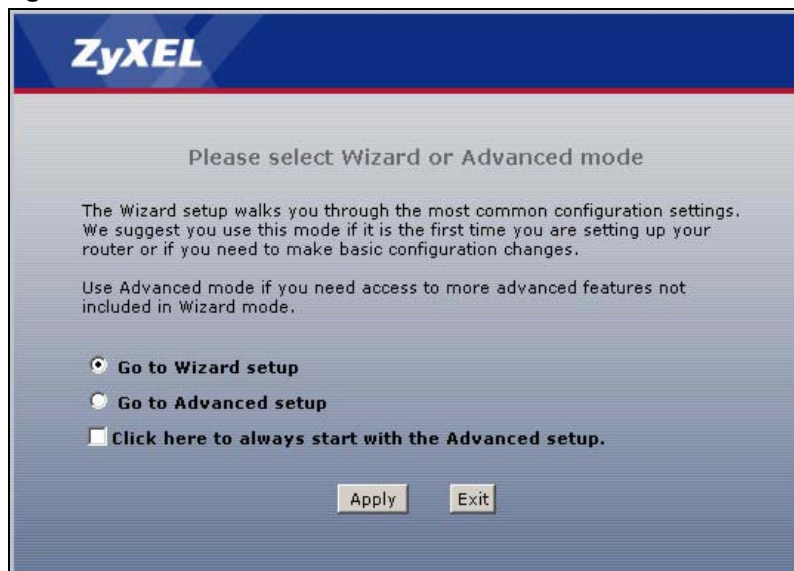 ZyXEL
Please select Wizard or Advanced mode
The Wizard setup walks you through the most common configuration settings.
We suggest you use this mode if it is the first time you are setting up your
router or if you need to make basic configuration changes.
Use Advanced mode if you need access to more advanced features not
included in Wizard mode.
Go to Wizard setup
Go to Advanced setup
Click here to always start with the Advanced setup.
Apply
Exit